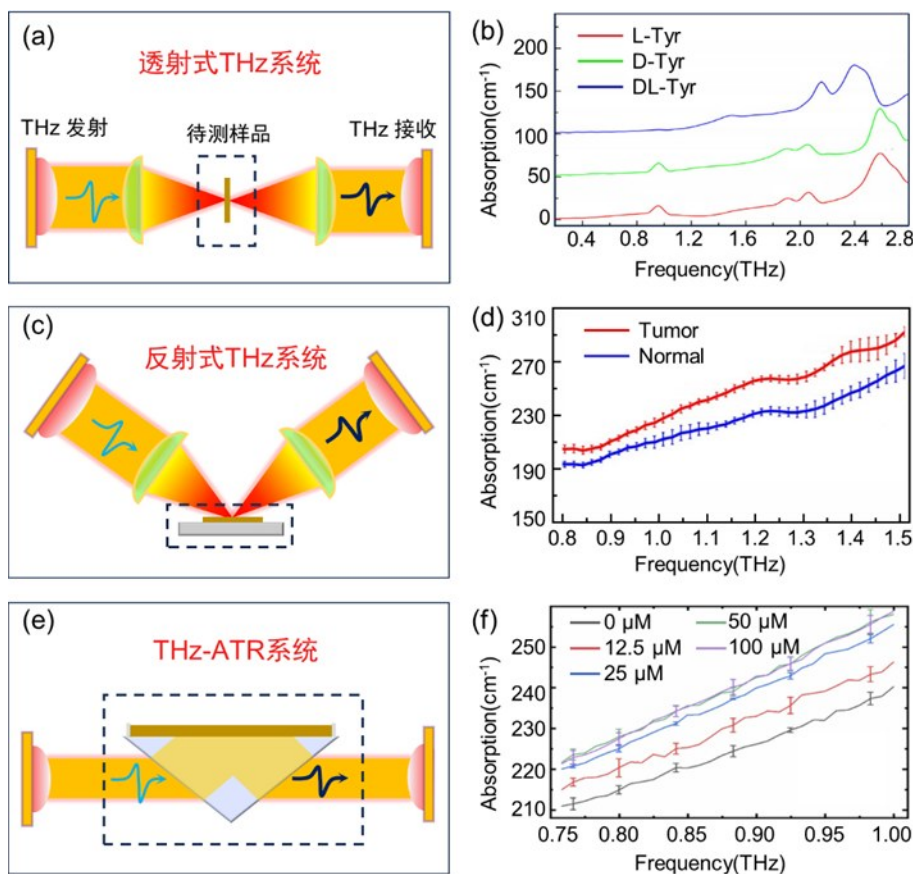 (a)
透射式THz系统
THz 发射
待测样品
THz 接收
(b)
L-Tyr
D-Tyr
DL-Tyr
Absorption(cm⁻¹)
200
150
100
50
0
0.4
0.8
1.2
1.6
2.0
2.4
2.8
Frequency(THz)
(c)
反射式THz系统
(d)
Tumor
Normal
Absorption(cm⁻¹)
310
270
230
190
150
0.8
0.9
1.0
1.1
1.2
1.3
1.4
1.5
Frequency(THz)
(e)
THz-ATR系统
(f)
0 μM
50 μM
12.5 μM
100 μM
25 μM
Absorption(cm⁻¹)
250
240
230
220
210
0.75
0.80
0.85
0.90
0.95
1.00
Frequency(THz)